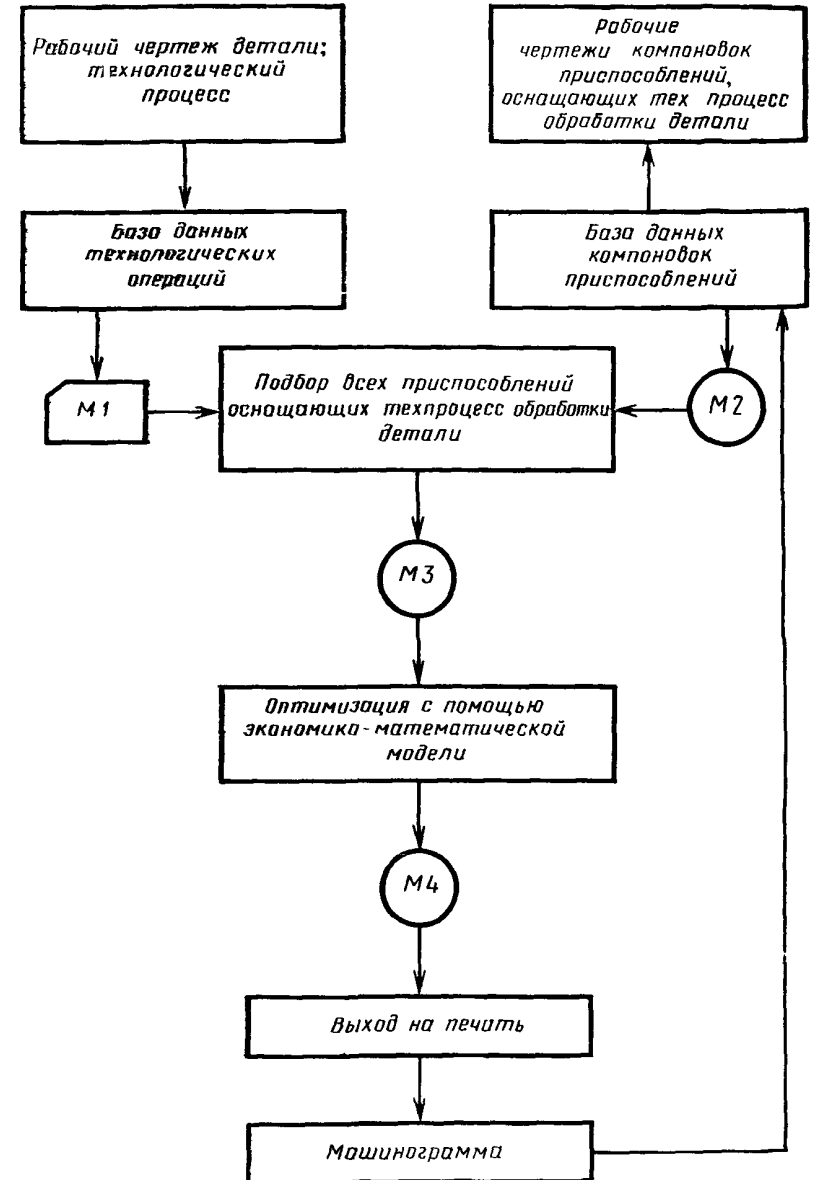 Рабочий чертеж детали;
технологический
процесс
Рабочие
чертежи компоновок
приспособлений,
оснащающих тех процесс
обработки детали
База данных
технологических
операций
База данных
компоновок
приспособлений
М1
Подбор всех приспособлений
оснащающих техпроцесс обработки
детали
М2
М3
Оптимизация с помощью
экономико-математической
модели
М4
Выход на печать
Машинограмма